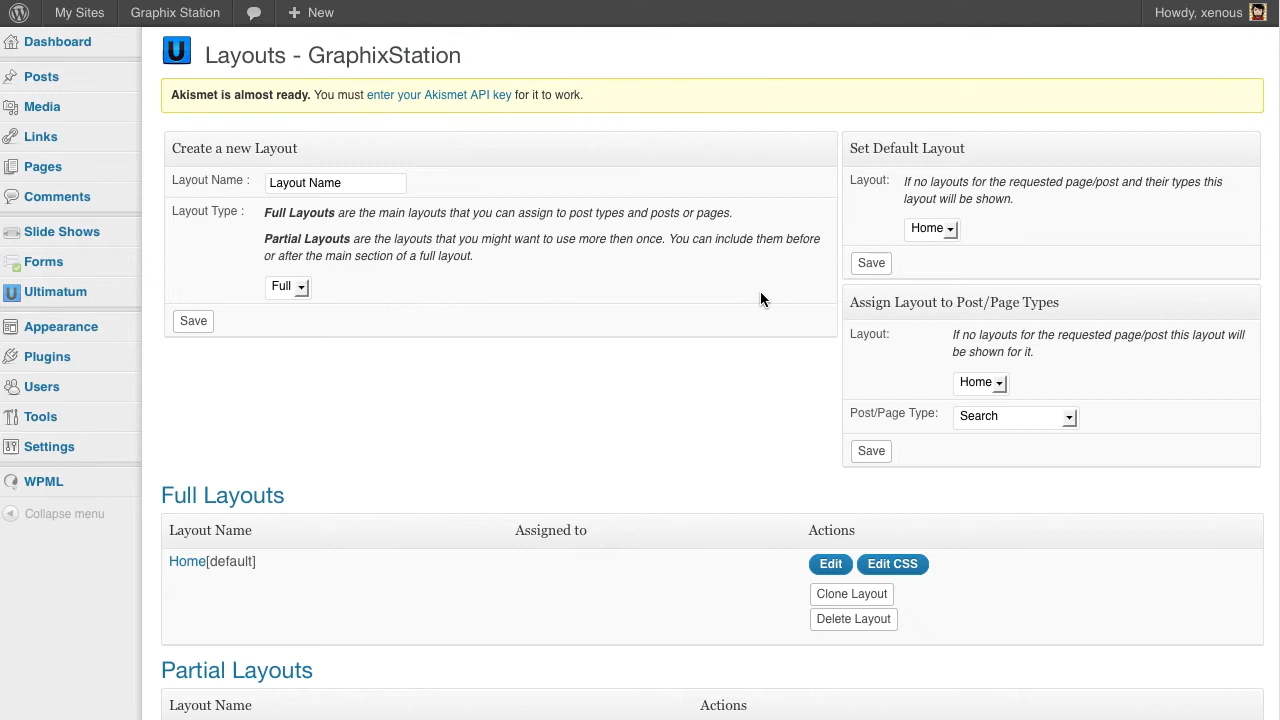 My Sites
Graphix Station
New
Howdy, xenous
Dashboard
Posts
Media
Links
Pages
Comments
Slide Shows
Forms
Ultimatum
Appearance
Plugins
Users
Tools
Settings
WPML
Collapse menu
Layouts - GraphixStation
Akismet is almost ready. You must enter your Akismet API key for it to work.
Create a new Layout
Layout Name :
Layout Name
Layout Type :
Full Layouts are the main layouts that you can assign to post types and posts or pages.
Partial Layouts are the layouts that you might want to use more then once. You can include them before
or after the main section of a full layout.
Full
Save
Set Default Layout
Layout:
If no layouts for the requested page/post and their types this
layout will be shown.
Home
Save
Assign Layout to Post/Page Types
Layout:
If no layouts for the requested page/post this layout will
be shown for it.
Home
Post/Page Type:
Search
Save
Full Layouts
Layout Name
Assigned to
Actions
Home[default]
Edit
Edit CSS
Clone Layout
Delete Layout
Partial Layouts
Layout Name
Actions